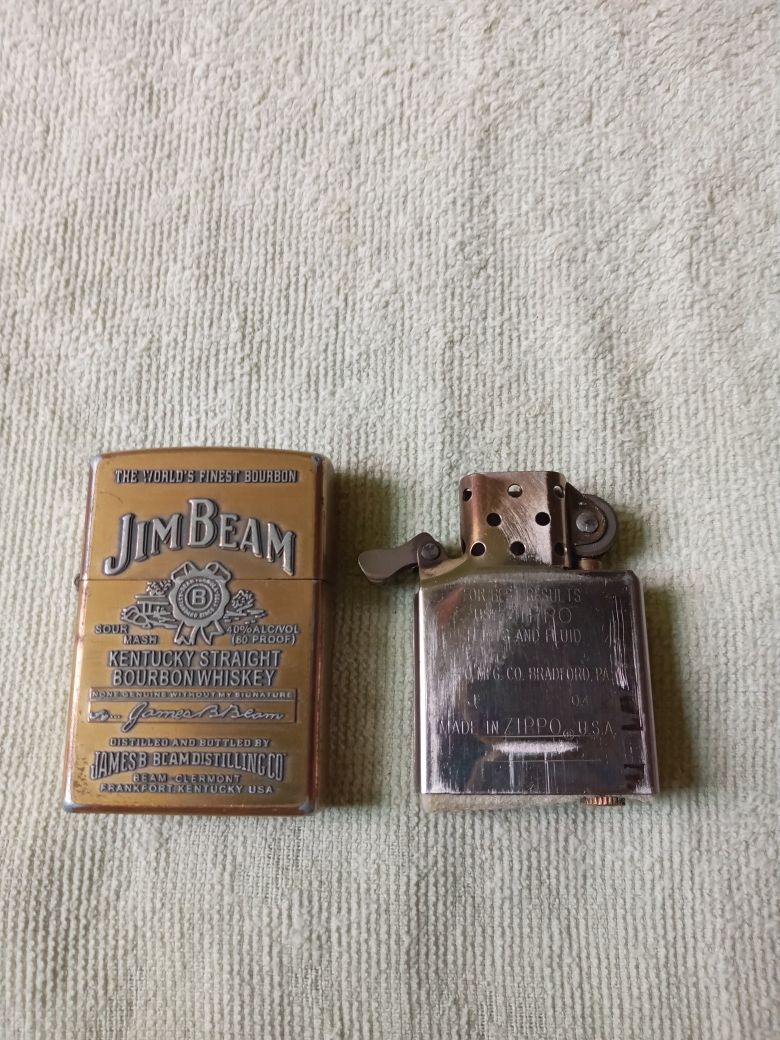 THE WORLD'S FINEST BOURBON
JIM BEAM
B
SOUR MASH
40% ALC/VOL (80 PROOF)
KENTUCKY STRAIGHT
BOURBON WHISKEY
NONE GENUINE WITHOUT MY SIGNATURE
James B. Beam
DISTILLED AND BOTTLED BY
JAMES B. BEAM DISTILLING CO
BEAM-CLERMONT
FRANKFORT KENTUCKY USA
FOR BEST RESULTS
USE ZIPPO
AND FLUID.
MFG. CO. BRADFORD, PA
04
MADE IN ZIPPO® U.S.A.